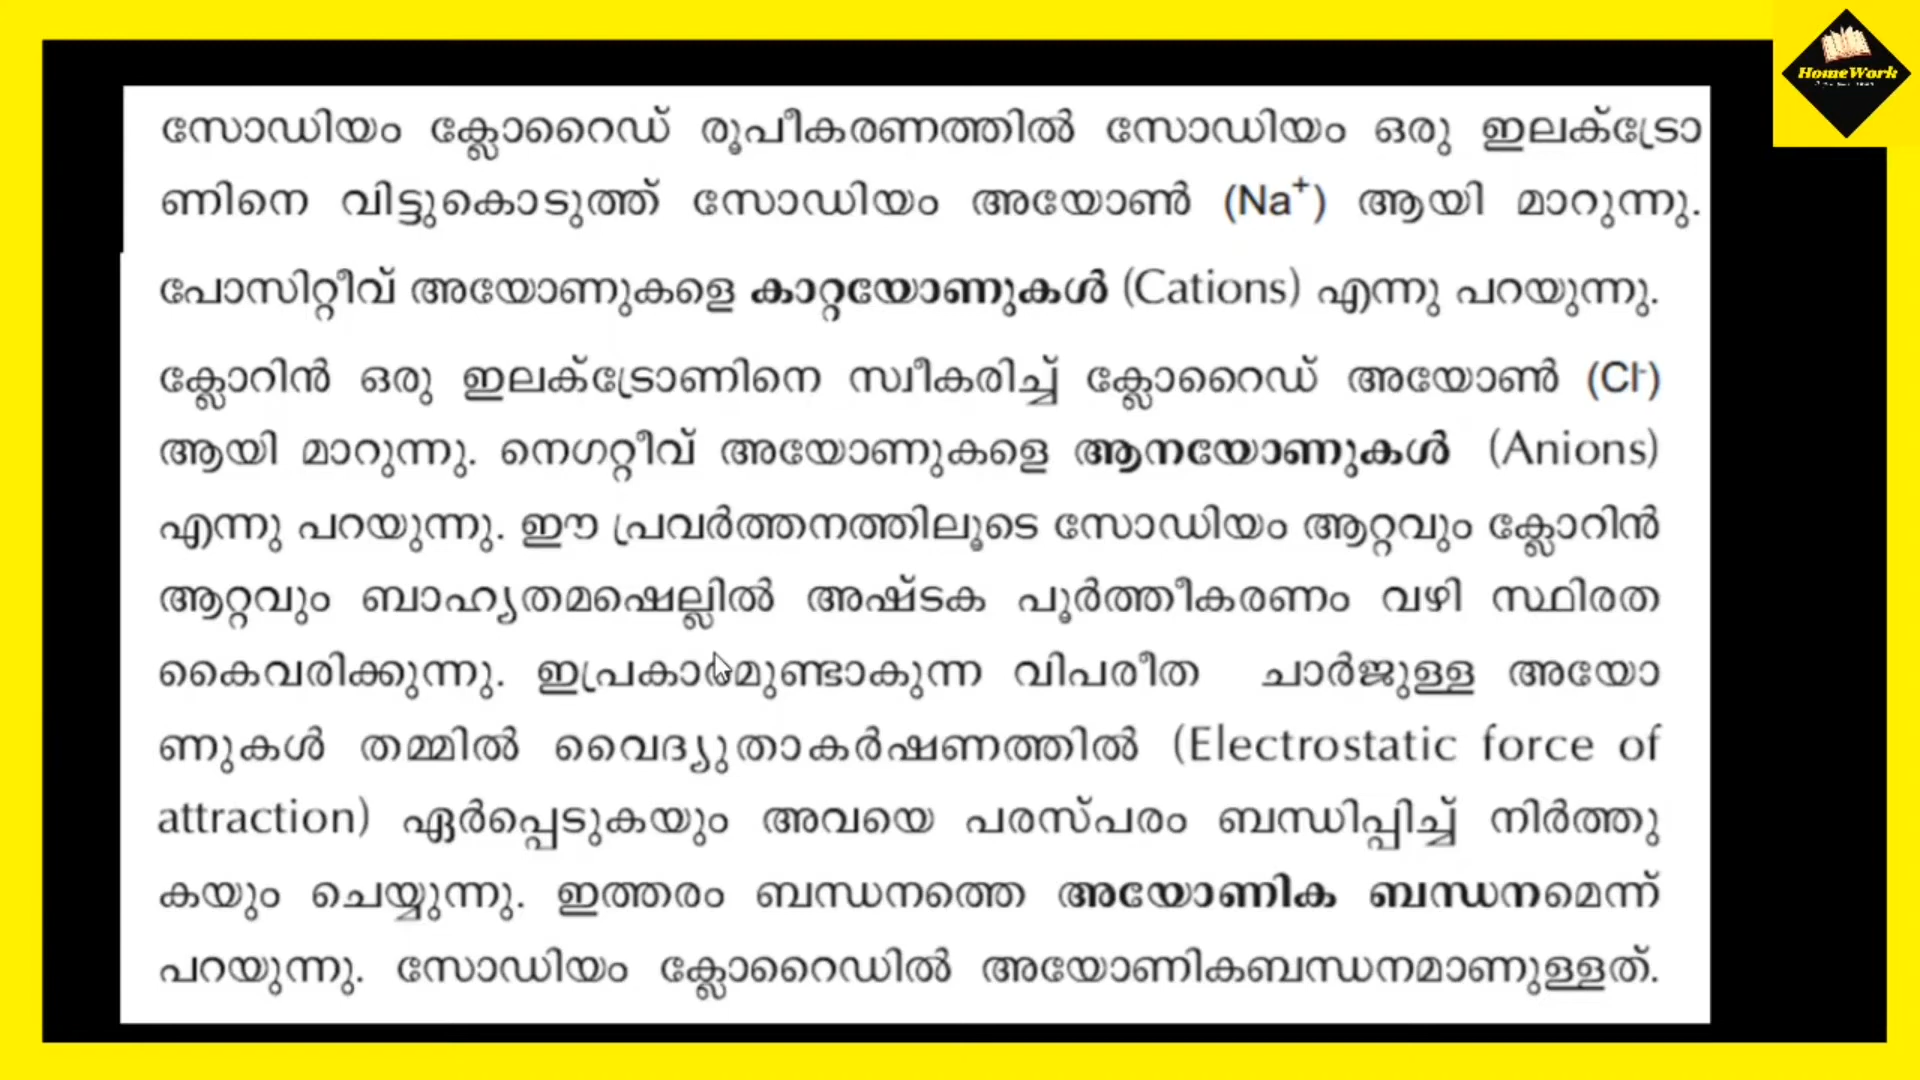 HomeWork
സോഡിയം ക്ലോറൈഡ് രൂപീകരണത്തിൽ സോഡിയം ഒരു ഇലക്ട്രോ
ണിനെ വിട്ടുകൊടുത്ത് സോഡിയം അയോൺ (Na⁺) ആയി മാറുന്നു.
പോസിറ്റീവ് അയോണുകളെ കാറ്റയോണുകൾ (Cations) എന്നു പറയുന്നു.
ക്ലോറിൻ ഒരു ഇലക്ട്രോണിനെ സ്വീകരിച്ച് ക്ലോറൈഡ് അയോൺ (Cl⁻)
ആയി മാറുന്നു. നെഗറ്റീവ് അയോണുകളെ ആനയോണുകൾ (Anions)
എന്നു പറയുന്നു. ഈ പ്രവർത്തനത്തിലൂടെ സോഡിയം ആറ്റവും ക്ലോറിൻ
ആറ്റവും ബാഹ്യതമഷെല്ലിൽ അഷ്ടക പൂർത്തീകരണം വഴി സ്ഥിരത
കൈവരിക്കുന്നു. ഇപ്രകാരമുണ്ടാകുന്ന വിപരീത ചാർജുള്ള അയോ
ണുകൾ തമ്മിൽ വൈദ്യുതാകർഷണത്തിൽ (Electrostatic force of
attraction) ഏർപ്പെടുകയും അവയെ പരസ്പരം ബന്ധിപ്പിച്ച് നിർത്തു
കയും ചെയ്യുന്നു. ഇത്തരം ബന്ധനത്തെ അയോണിക ബന്ധനമെന്ന്
പറയുന്നു. സോഡിയം ക്ലോറൈഡിൽ അയോണികബന്ധനമാണുള്ളത്.